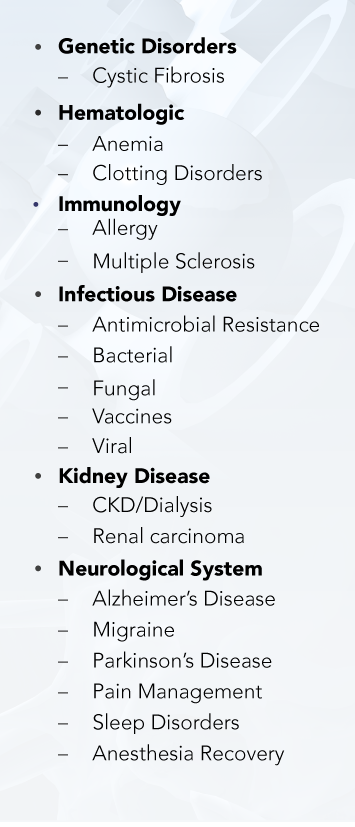 • Genetic Disorders
– Cystic Fibrosis
• Hematologic
– Anemia
– Clotting Disorders
• Immunology
– Allergy
– Multiple Sclerosis
• Infectious Disease
– Antimicrobial Resistance
– Bacterial
– Fungal
– Vaccines
– Viral
• Kidney Disease
– CKD/Dialysis
– Renal carcinoma
• Neurological System
– Alzheimer’s Disease
– Migraine
– Parkinson’s Disease
– Pain Management
– Sleep Disorders
– Anesthesia Recovery